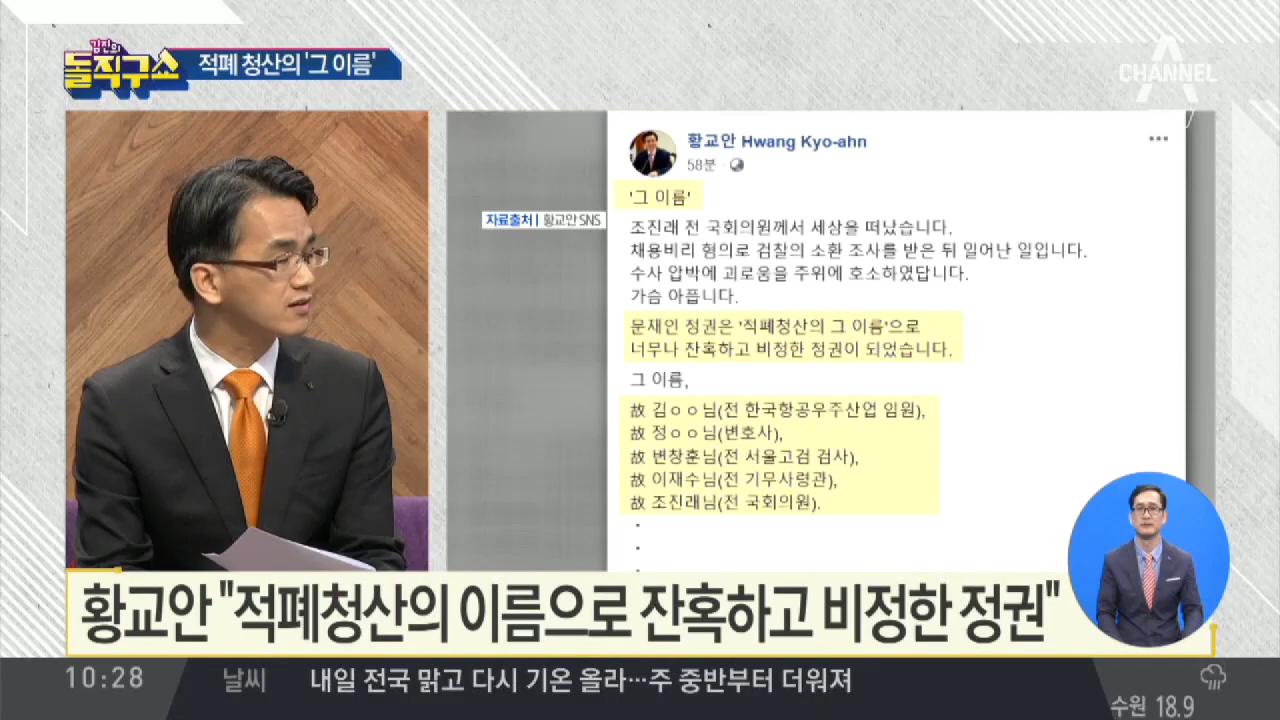 김진의
돌직구쇼
적폐 청산의 '그 이름'
CHANNEL A
자료출처 | 황교안 SNS
황교안 Hwang Kyo-ahn
58분 ·
'그 이름'
조진래 전 국회의원께서 세상을 떠났습니다.
채용비리 혐의로 검찰의 소환 조사를 받은 뒤 일어난 일입니다.
수사 압박에 괴로움을 주위에 호소하였답니다.
가슴 아픕니다.
문재인 정권은 '적폐청산의 그 이름'으로
너무나 잔혹하고 비정한 정권이 되었습니다.
그 이름,
故 김ㅇㅇ님(전 한국항공우주산업 임원),
故 정ㅇㅇ님(변호사),
故 변창훈님(전 서울고검 검사),
故 이재수님(전 기무사령관),
故 조진래님(전 국회의원).
.
.
.
황교안 "적폐청산의 이름으로 잔혹하고 비정한 정권"
10:28 날씨 내일 전국 맑고 다시 기온 올라…주 중반부터 더워져
수원 18.9